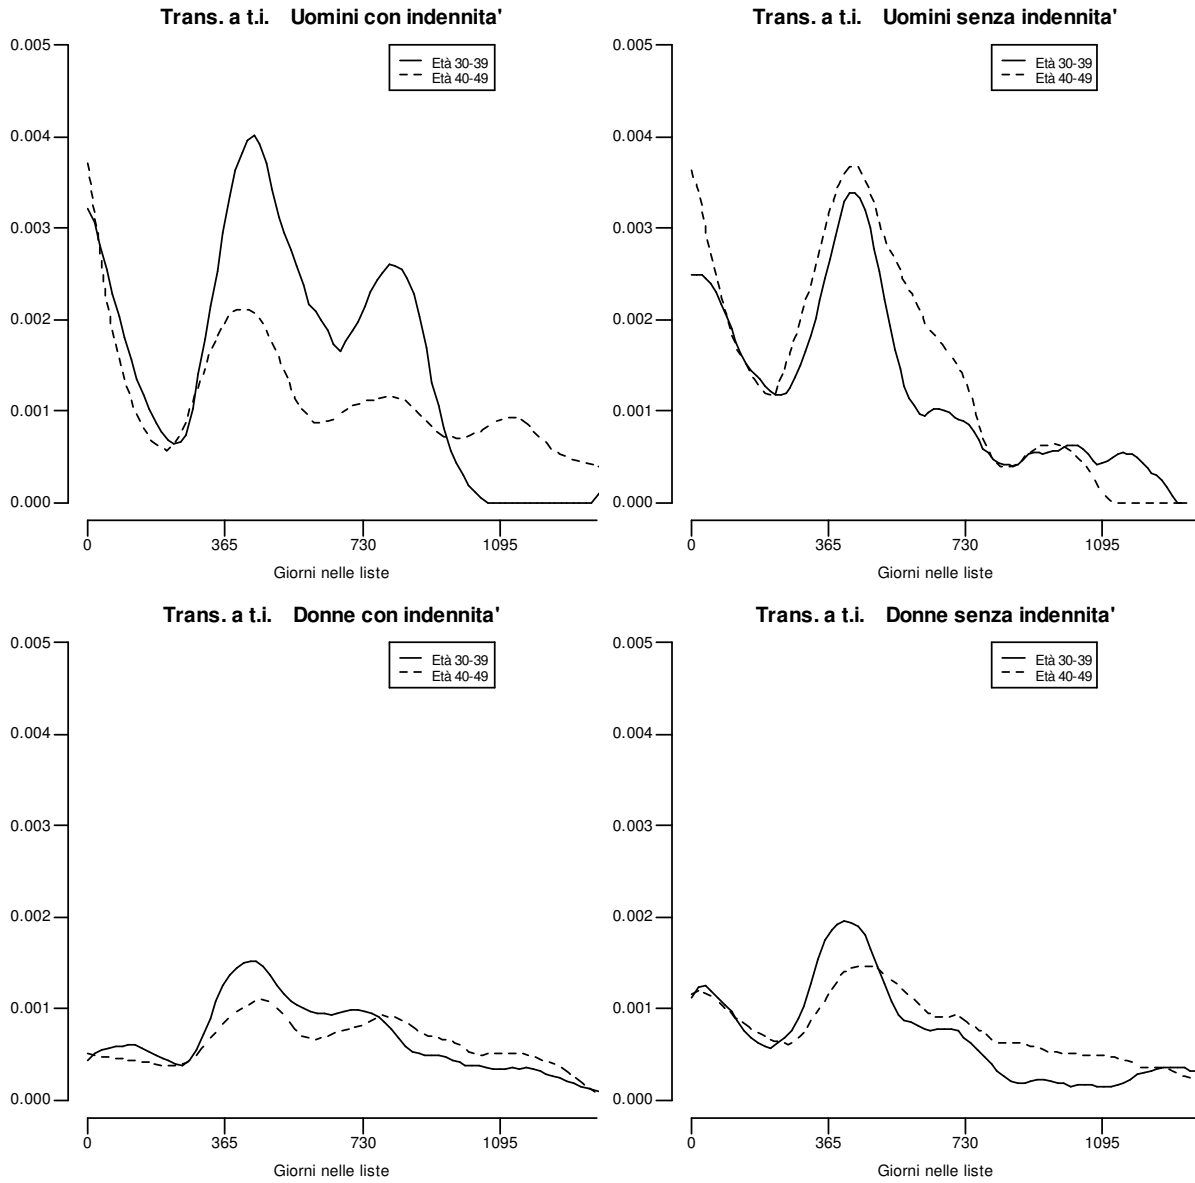 Trans. a t.i. Uomini con indennita'
0.005
0.004
0.003
0.002
0.001
0.000
Età 30-39
Età 40-49
0 365 730 1095
Giorni nelle liste
Trans. a t.i. Uomini senza indennita'
0.005
0.004
0.003
0.002
0.001
0.000
Età 30-39
Età 40-49
0 365 730 1095
Giorni nelle liste
Trans. a t.i. Donne con indennita'
0.005
0.004
0.003
0.002
0.001
0.000
Età 30-39
Età 40-49
0 365 730 1095
Giorni nelle liste
Trans. a t.i. Donne senza indennita'
0.005
0.004
0.003
0.002
0.001
0.000
Età 30-39
Età 40-49
0 365 730 1095
Giorni nelle liste